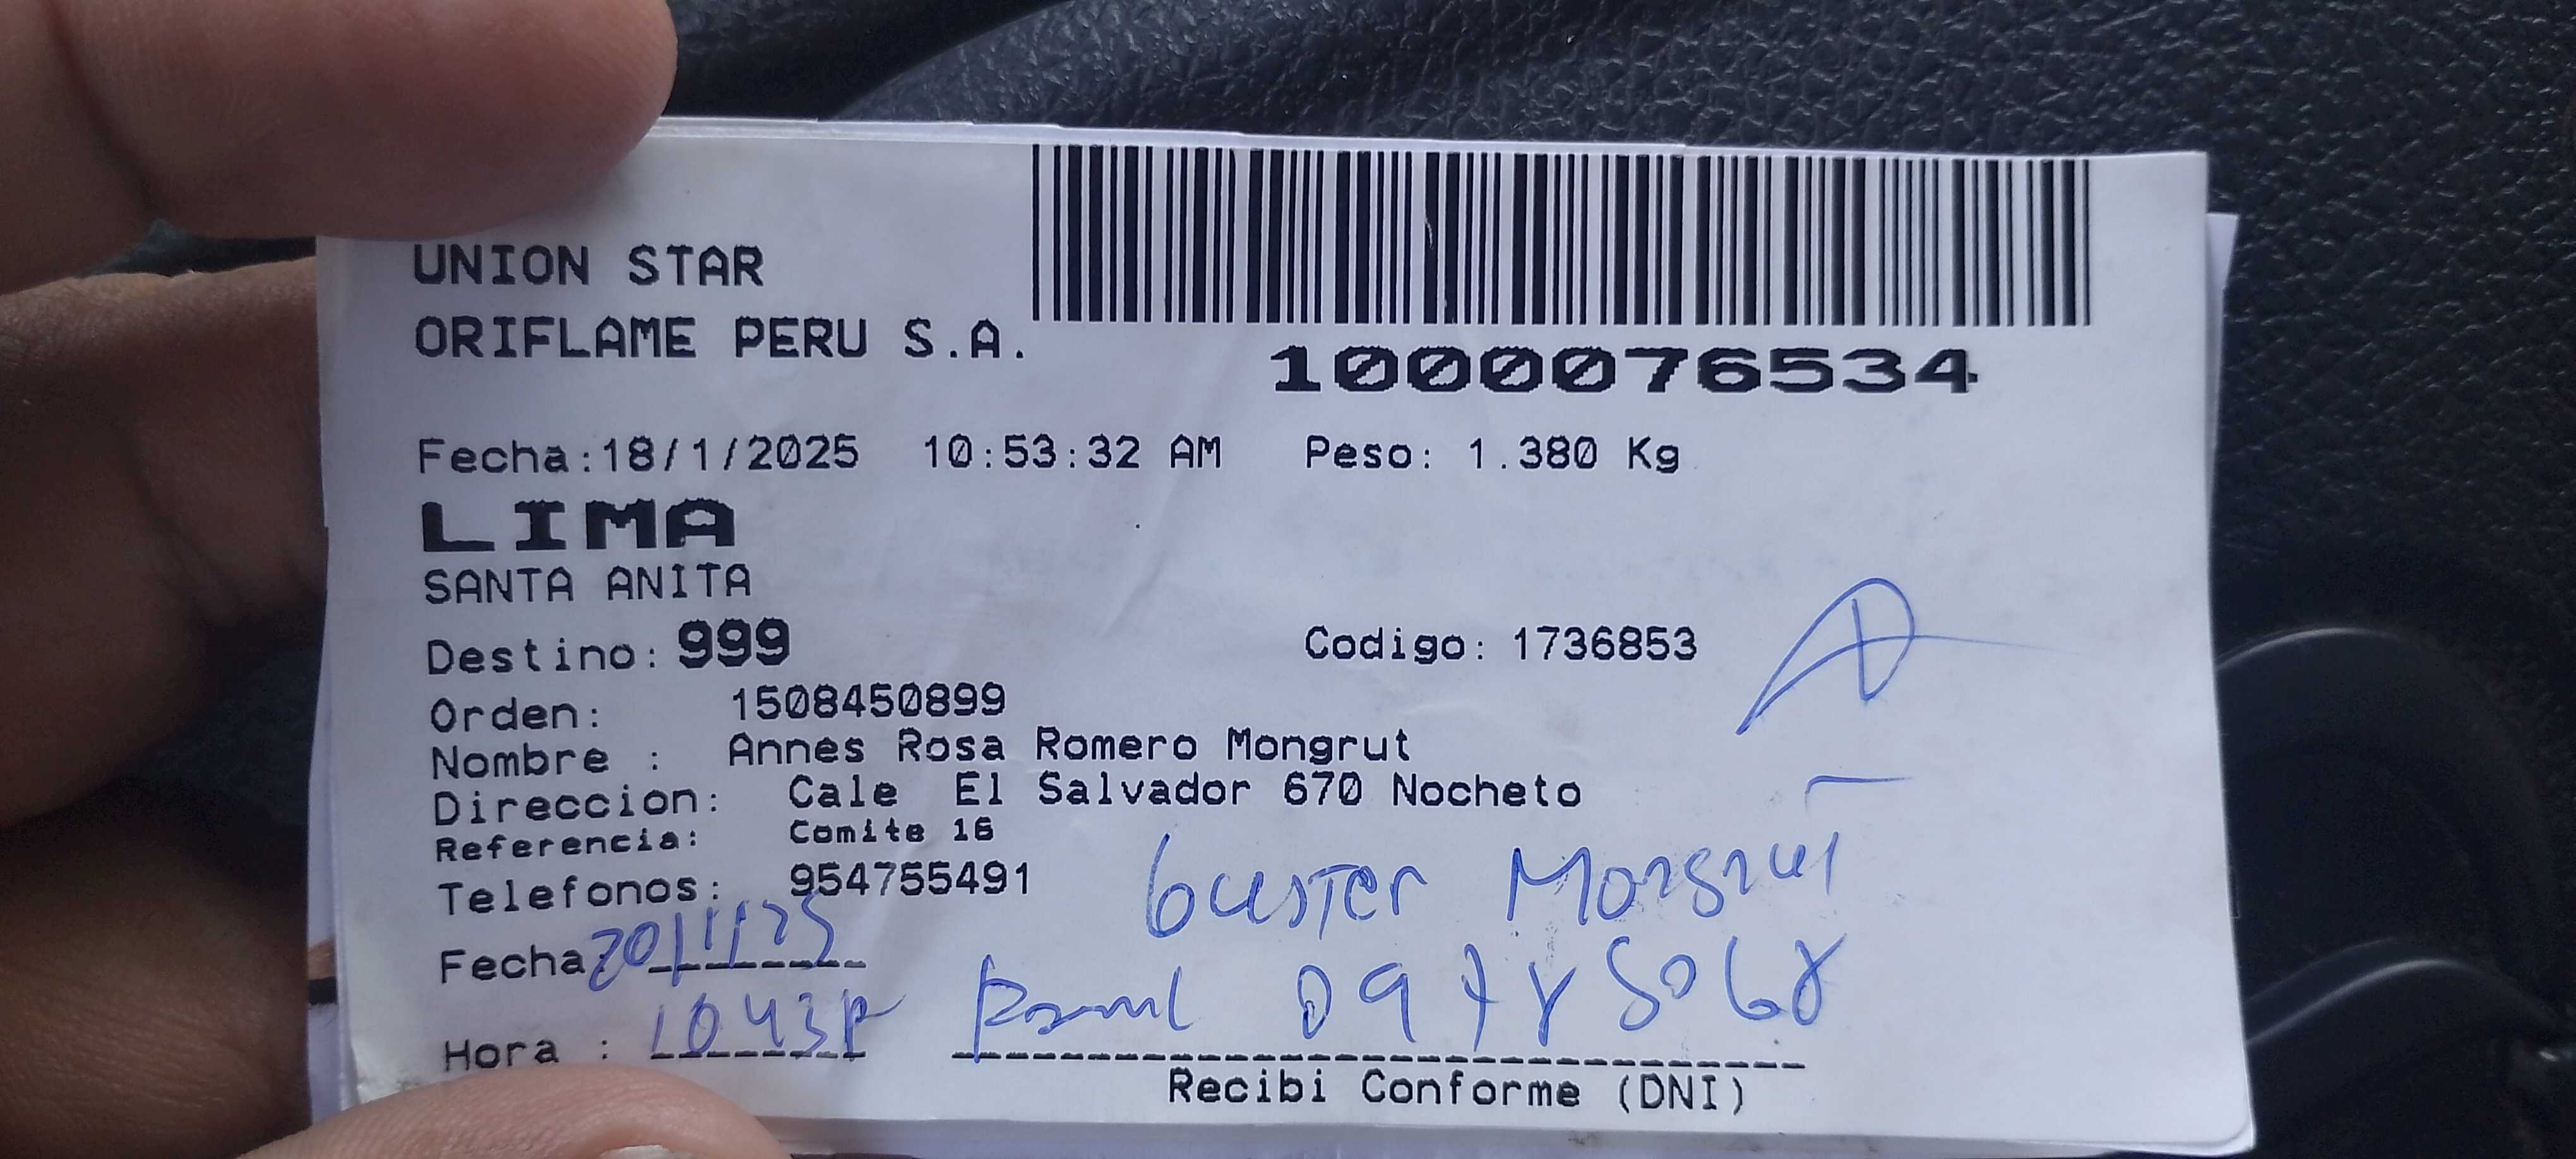 UNION STAR
ORIFLAME PERU S.A.
1000076534
Fecha:18/1/2025 10:53:32 AM Peso: 1.380 Kg
LIMA
SANTA ANITA
Destino: 999 Codigo: 1736853
Orden: 1508450899
Nombre : Annes Rosa Romero Mongrut
Direccion: Cale El Salvador 670 Nocheto
Referencia: Comite 16
Telefonos: 954755491
Mongrut
Fecha: 20/1/25
Hora : 1043
Recibi Conforme (DNI)